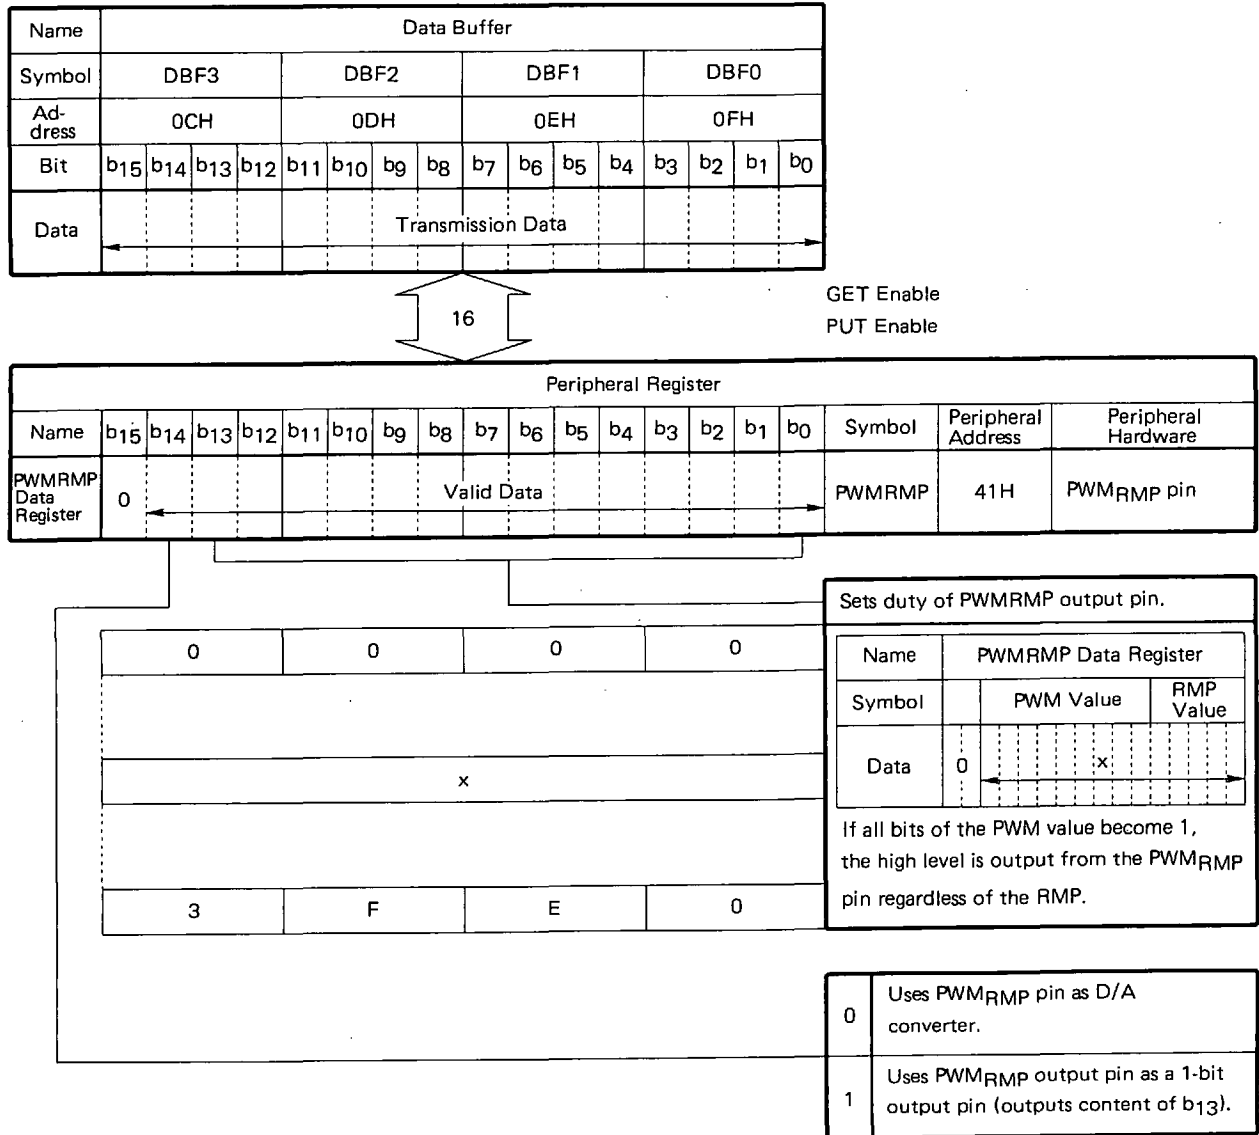 Name Data Buffer
Symbol DBF3 DBF2 DBF1 DBF0
Ad-
dress 0CH 0DH 0EH 0FH
Bit b15 b14 b13 b12 b11 b10 b9 b8 b7 b6 b5 b4 b3 b2 b1 b0
Data Transmission Data
16
GET Enable
PUT Enable
Peripheral Register
Name b15 b14 b13 b12 b11 b10 b9 b8 b7 b6 b5 b4 b3 b2 b1 b0 Symbol Peripheral Address Peripheral Hardware
PWMRMP
Data
Register
0 Valid Data PWMRMP 41H PWMRMP pin
0 0 0 0
x
3 F E 0
Sets duty of PWMRMP output pin.
Name PWMRMP Data Register
Symbol PWM Value RMP Value
Data 0 x
If all bits of the PWM value become 1,
the high level is output from the PWMRMP
pin regardless of the RMP.
0 Uses PWMRMP pin as D/A
converter.
1 Uses PWMRMP output pin as a 1-bit
output pin (outputs content of b13).